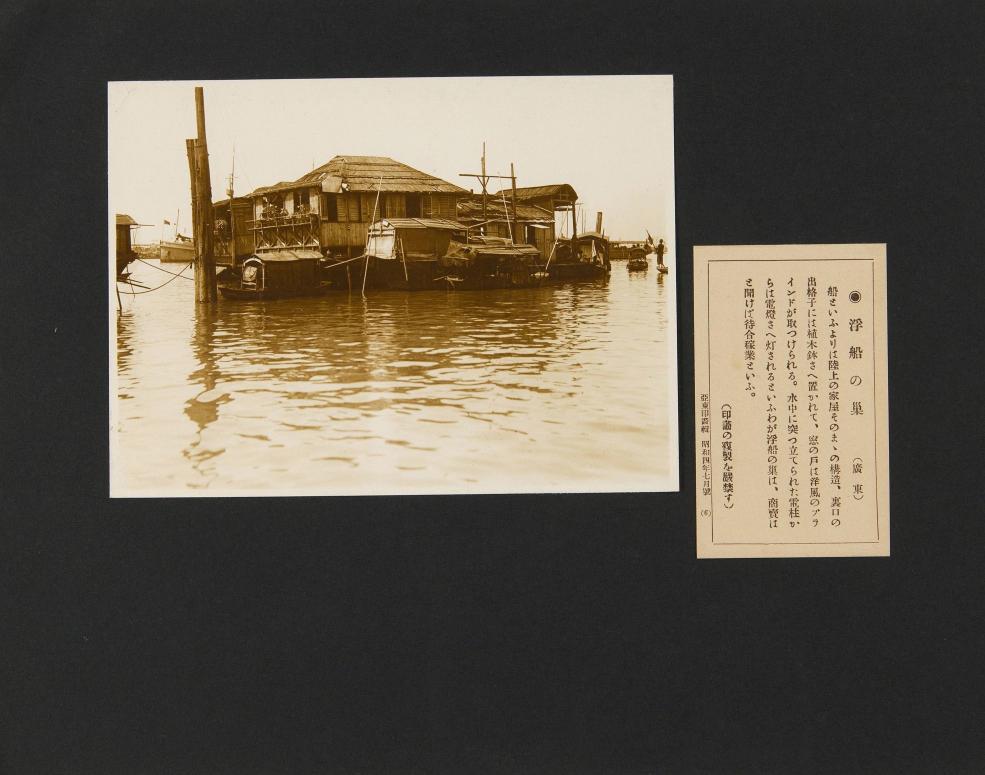 ◉浮船の巣 (廣東)
船といふよりは陸上の家屋そのまゝの構造、裏口の
出格子には植木鉢さへ置かれて、窓の戸は洋風のブラ
インドが取つけられる。水中に突つ立てられた電柱か
らは電燈さへ灯されるといふわが浮船の巣は、商賣は
と聞けば待合稼業といふ。
(印畵の複製を嚴禁す)
亞東印畵輯 昭和四年七月號 (6)